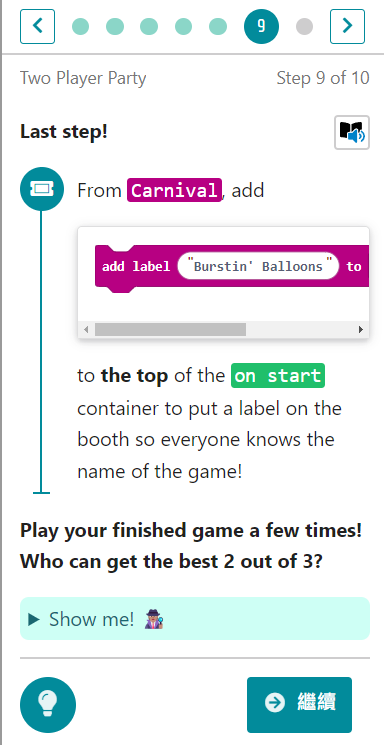 9
Two Player Party Step 9 of 10
Last step!
From Carnival, add
add label "Burstin' Balloons" to
to the top of the on start
container to put a label on the
booth so everyone knows the
name of the game!
Play your finished game a few times!
Who can get the best 2 out of 3?
Show me!
繼續